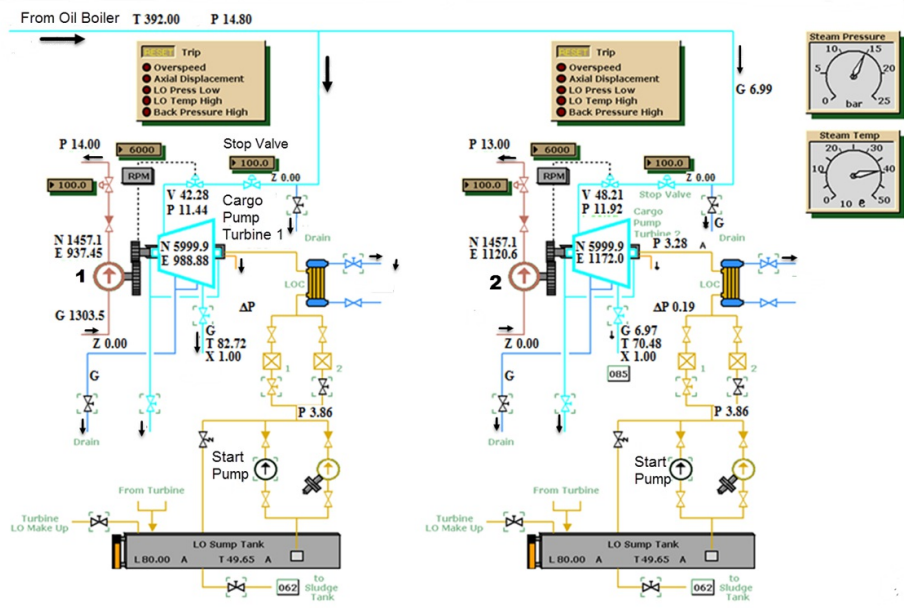 From Oil Boiler T 392.00 P 14.80
RESET Trip
Overspeed
Axial Displacement
LO Press Low
LO Temp High
Back Pressure High
RESET Trip
Overspeed
Axial Displacement
LO Press Low
LO Temp High
Back Pressure High
G 6.99
Steam Pressure
0 5 10 15 20 25
bar
Steam Temp
0 10 20 30 40 50
10 e
P 14.00
6000
Stop Valve
100.0
100.0
RPM
Z 0.00
V 42.28
P 11.44
Cargo
Pump
Turbine 1
Drain
N 1457.1
E 937.45
N 5999.9
E 988.88
1
LOC
G 1303.5
ΔP
Z 0.00
G
T 82.72
X 1.00
G
1 2
Drain
P 3.86
Start
Pump
From Turbine
Turbine
LO Make Up
LO Sump Tank
L 80.00 A T 49.65 A
062
to
Sludge
Tank
P 13.00
6000
100.0
100.0
RPM
Z 0.00
Stop Valve
V 48.21
P 11.92
Cargo
Pump
Turbine 2
G
Drain
N 1457.1
E 1120.6
N 5999.9
E 1172.0
P 3.28 A
2
LOC
ΔP 0.19
Z 0.00
G 6.97
T 70.48
X 1.00
085
G
1 2
Drain
P 3.86
Start
Pump
From Turbine
Turbine
LO Make Up
LO Sump Tank
L 80.00 A T 49.65 A
062
to
Sludge
Tank